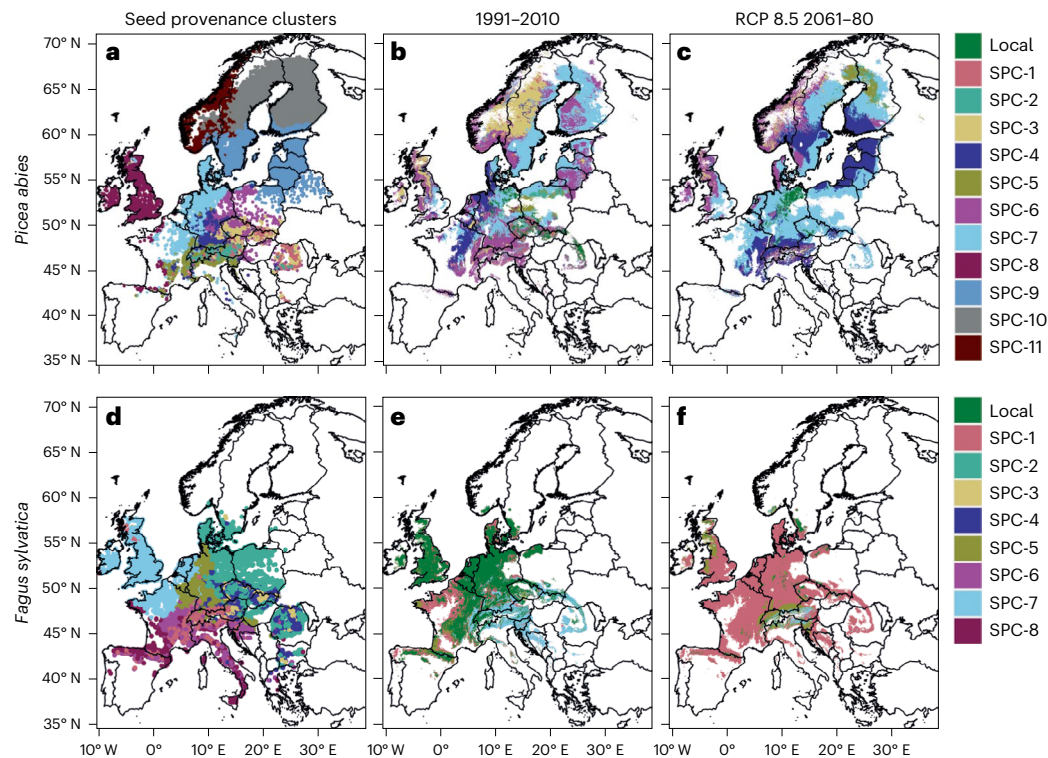 Seed provenance clusters 1991–2010 RCP 8.5 2061–80
a b c
70° N
65° N
60° N
55° N
50° N
45° N
40° N
35° N
Picea abies
Local
SPC-1
SPC-2
SPC-3
SPC-4
SPC-5
SPC-6
SPC-7
SPC-8
SPC-9
SPC-10
SPC-11
d e f
70° N
65° N
60° N
55° N
50° N
45° N
40° N
35° N
Fagus sylvatica
Local
SPC-1
SPC-2
SPC-3
SPC-4
SPC-5
SPC-6
SPC-7
SPC-8
10° W 0° 10° E 20° E 30° E 10° W 0° 10° E 20° E 30° E 10° W 0° 10° E 20° E 30° E